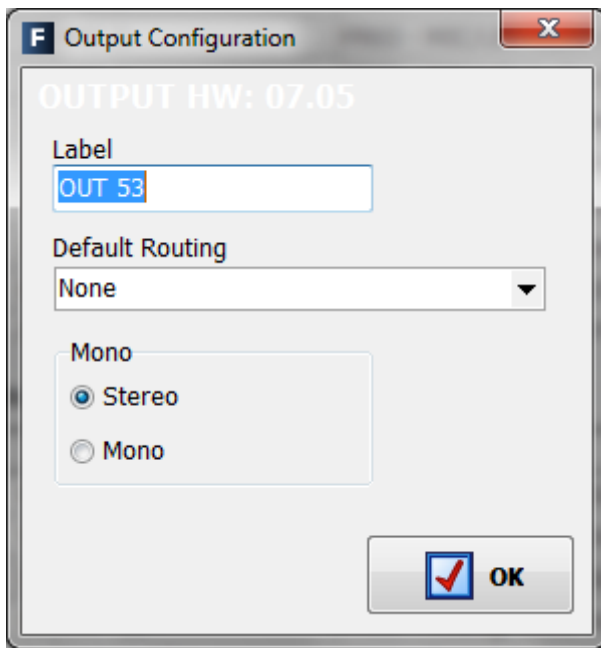 F Output Configuration
OUTPUT HW: 07.05
Label
OUT 53
Default Routing
None
Mono
Stereo
Mono
OK